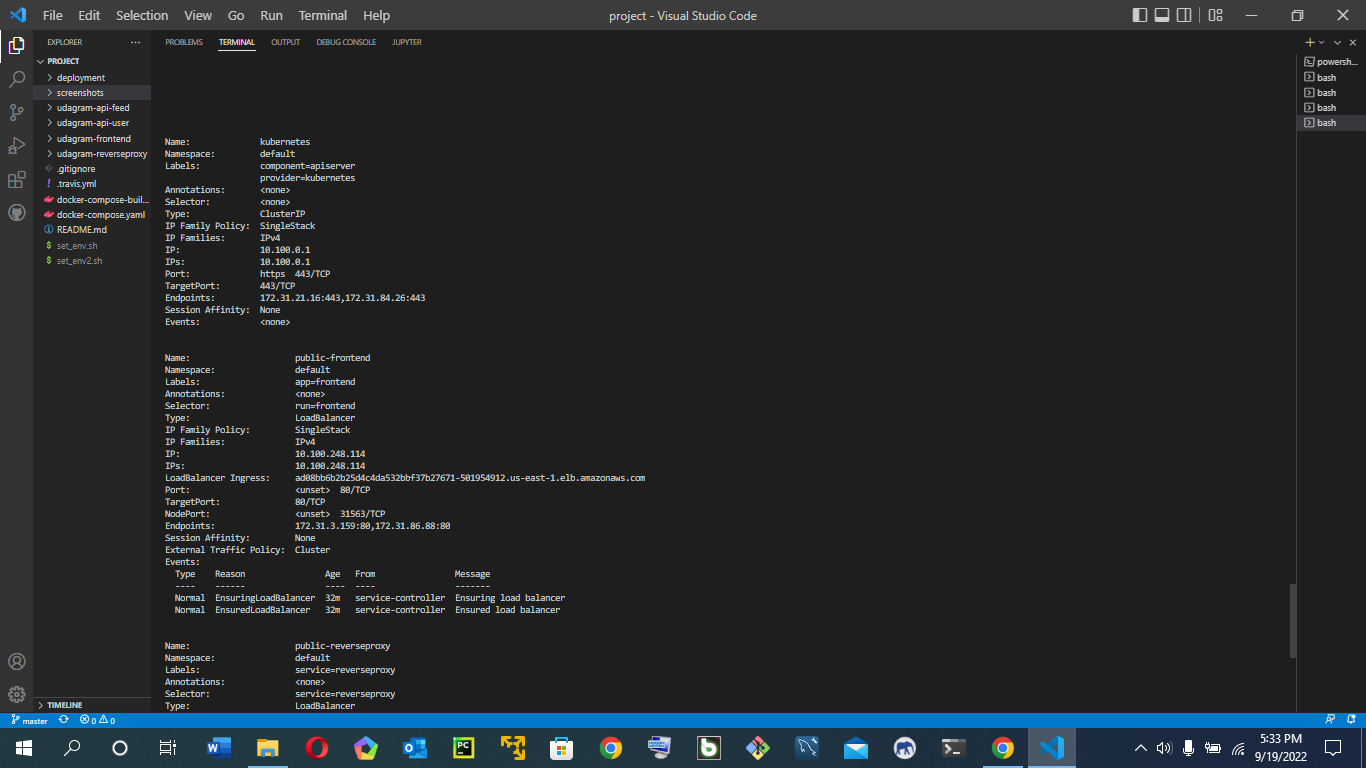 File Edit Selection View Go Run Terminal Help project - Visual Studio Code
EXPLORER ···
PROJECT
deployment
screenshots
udagram-api-feed
udagram-api-user
udagram-frontend
udagram-reverseproxy
.gitignore
.travis.yml
docker-compose-buil...
docker-compose.yaml
README.md
$ set_env.sh
$ set_env2.sh
TIMELINE
PROBLEMS TERMINAL OUTPUT DEBUG CONSOLE JUPYTER
Name: kubernetes
Namespace: default
Labels: component=apiserver
provider=kubernetes
Annotations: <none>
Selector: <none>
Type: ClusterIP
IP Family Policy: SingleStack
IP Families: IPv4
IP: 10.100.0.1
IPs: 10.100.0.1
Port: https 443/TCP
TargetPort: 443/TCP
Endpoints: 172.31.21.16:443,172.31.84.26:443
Session Affinity: None
Events: <none>
Name: public-frontend
Namespace: default
Labels: app=frontend
Annotations: <none>
Selector: run=frontend
Type: LoadBalancer
IP Family Policy: SingleStack
IP Families: IPv4
IP: 10.100.248.114
IPs: 10.100.248.114
LoadBalancer Ingress: ad08bb6b2b25d4c4da532bbf37b27671-501954912.us-east-1.elb.amazonaws.com
Port: <unset> 80/TCP
TargetPort: 80/TCP
NodePort: <unset> 31563/TCP
Endpoints: 172.31.3.159:80,172.31.86.88:80
Session Affinity: None
External Traffic Policy: Cluster
Events:
Type Reason Age From Message
---- ------ ---- ---- -------
Normal EnsuringLoadBalancer 32m service-controller Ensuring load balancer
Normal EnsuredLoadBalancer 32m service-controller Ensured load balancer
Name: public-reverseproxy
Namespace: default
Labels: service=reverseproxy
Annotations: <none>
Selector: service=reverseproxy
Type: LoadBalancer
powersh...
bash
bash
bash
bash
master 0 0
5:33 PM
9/19/2022